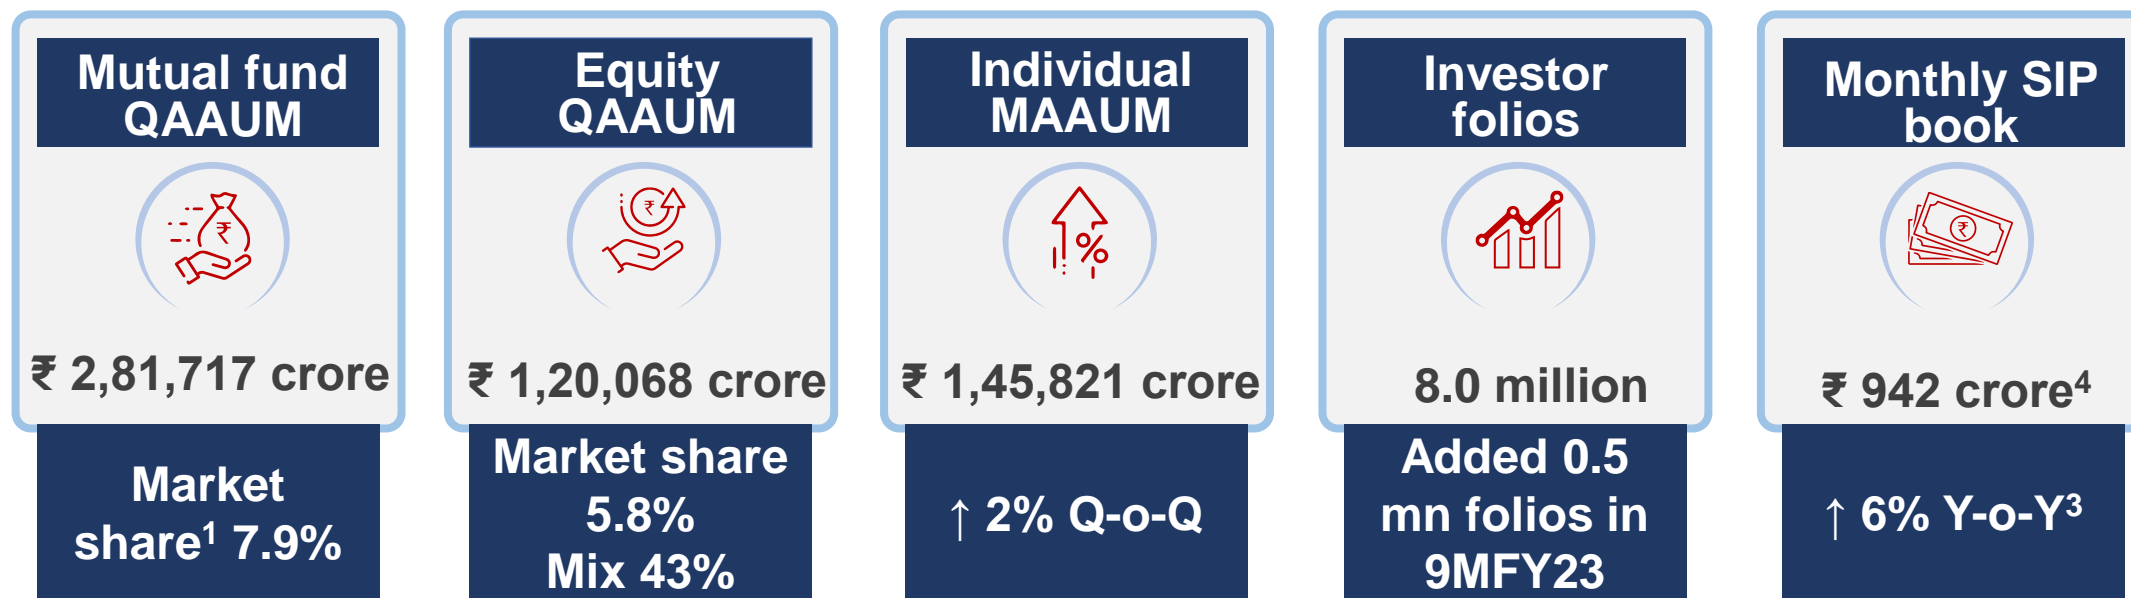 Mutual fund
QAAUM
₹ 2,81,717 crore
Market
share¹ 7.9%
Equity
QAAUM
₹ 1,20,068 crore
Market share
5.8%
Mix 43%
Individual
MAAUM
%
₹ 1,45,821 crore
↑ 2% Q-o-Q
Investor
folios
8.0 million
Added 0.5
mn folios in
9MFY23
Monthly SIP
book
₹ 942 crore⁴
↑ 6% Y-o-Y³